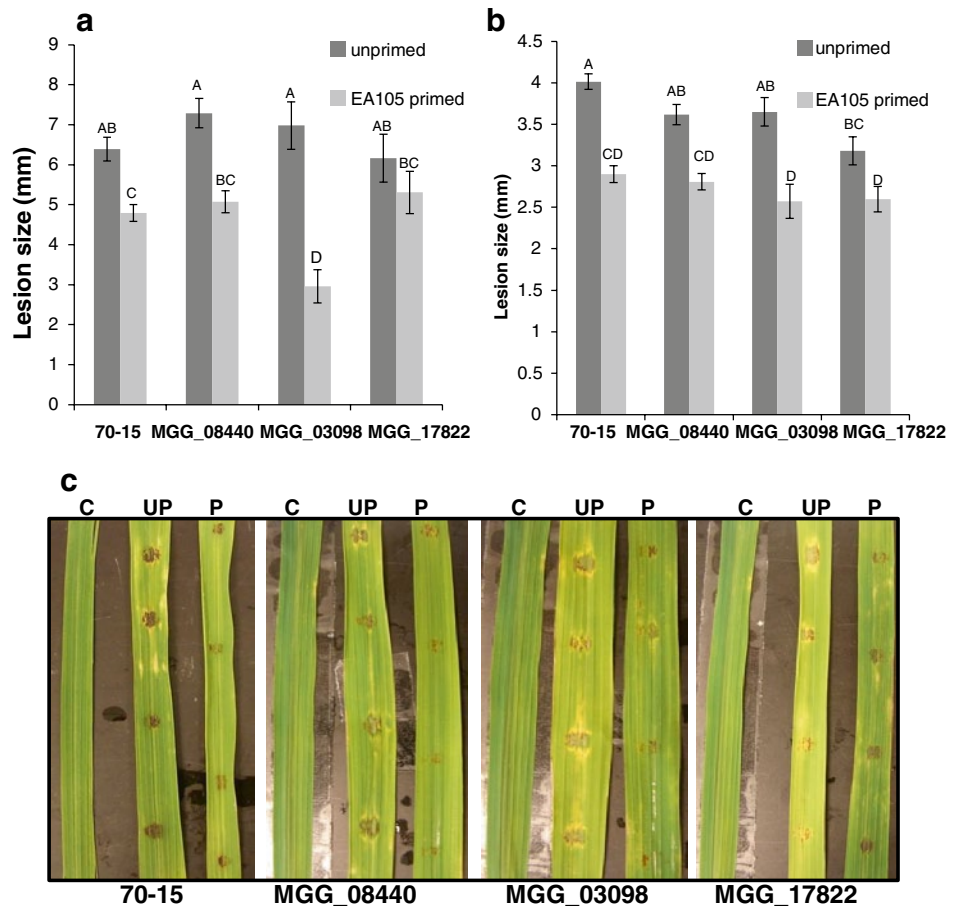 a
9
8
7
6
5
4
3
2
1
0
Lesion size (mm)
unprimed
EA105 primed
AB
C
A
BC
A
D
AB
BC
70-15 MGG_08440 MGG_03098 MGG_17822
b
4.5
4
3.5
3
2.5
2
1.5
1
0.5
0
Lesion size (mm)
unprimed
EA105 primed
A
CD
AB
CD
AB
D
BC
D
70-15 MGG_08440 MGG_03098 MGG_17822
c
C UP P C UP P C UP P C UP P
70-15 MGG_08440 MGG_03098 MGG_17822